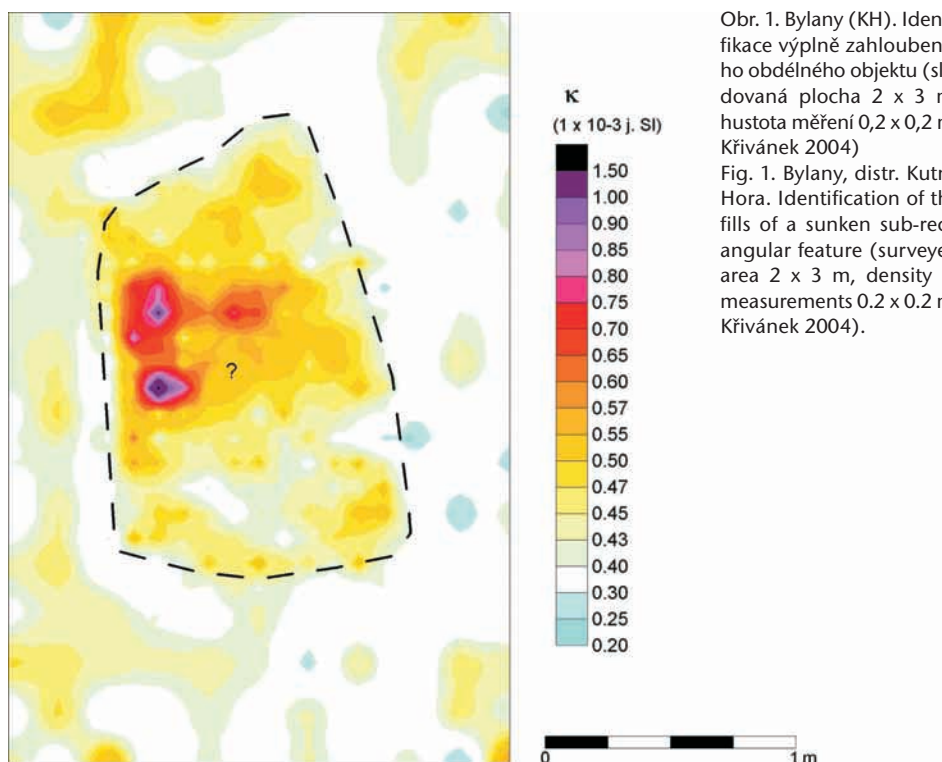 Obr. 1. Bylany (KH). Iden
fikace výplně zahlouben
ho obdélného objektu (sl
dovaná plocha 2 x 3 m
hustota měření 0,2 x 0,2 m
Křivánek 2004)
Fig. 1. Bylany, distr. Kutn
Hora. Identification of th
fills of a sunken sub-rec
angular feature (surveye
area 2 x 3 m, density
measurements 0.2 x 0.2 m
Křivánek 2004).
κ
(1 x 10-3 j. SI)
1.50
1.00
0.90
0.85
0.80
0.75
0.70
0.65
0.60
0.57
0.55
0.50
0.47
0.45
0.43
0.40
0.30
0.25
0.20
?
0 1 m